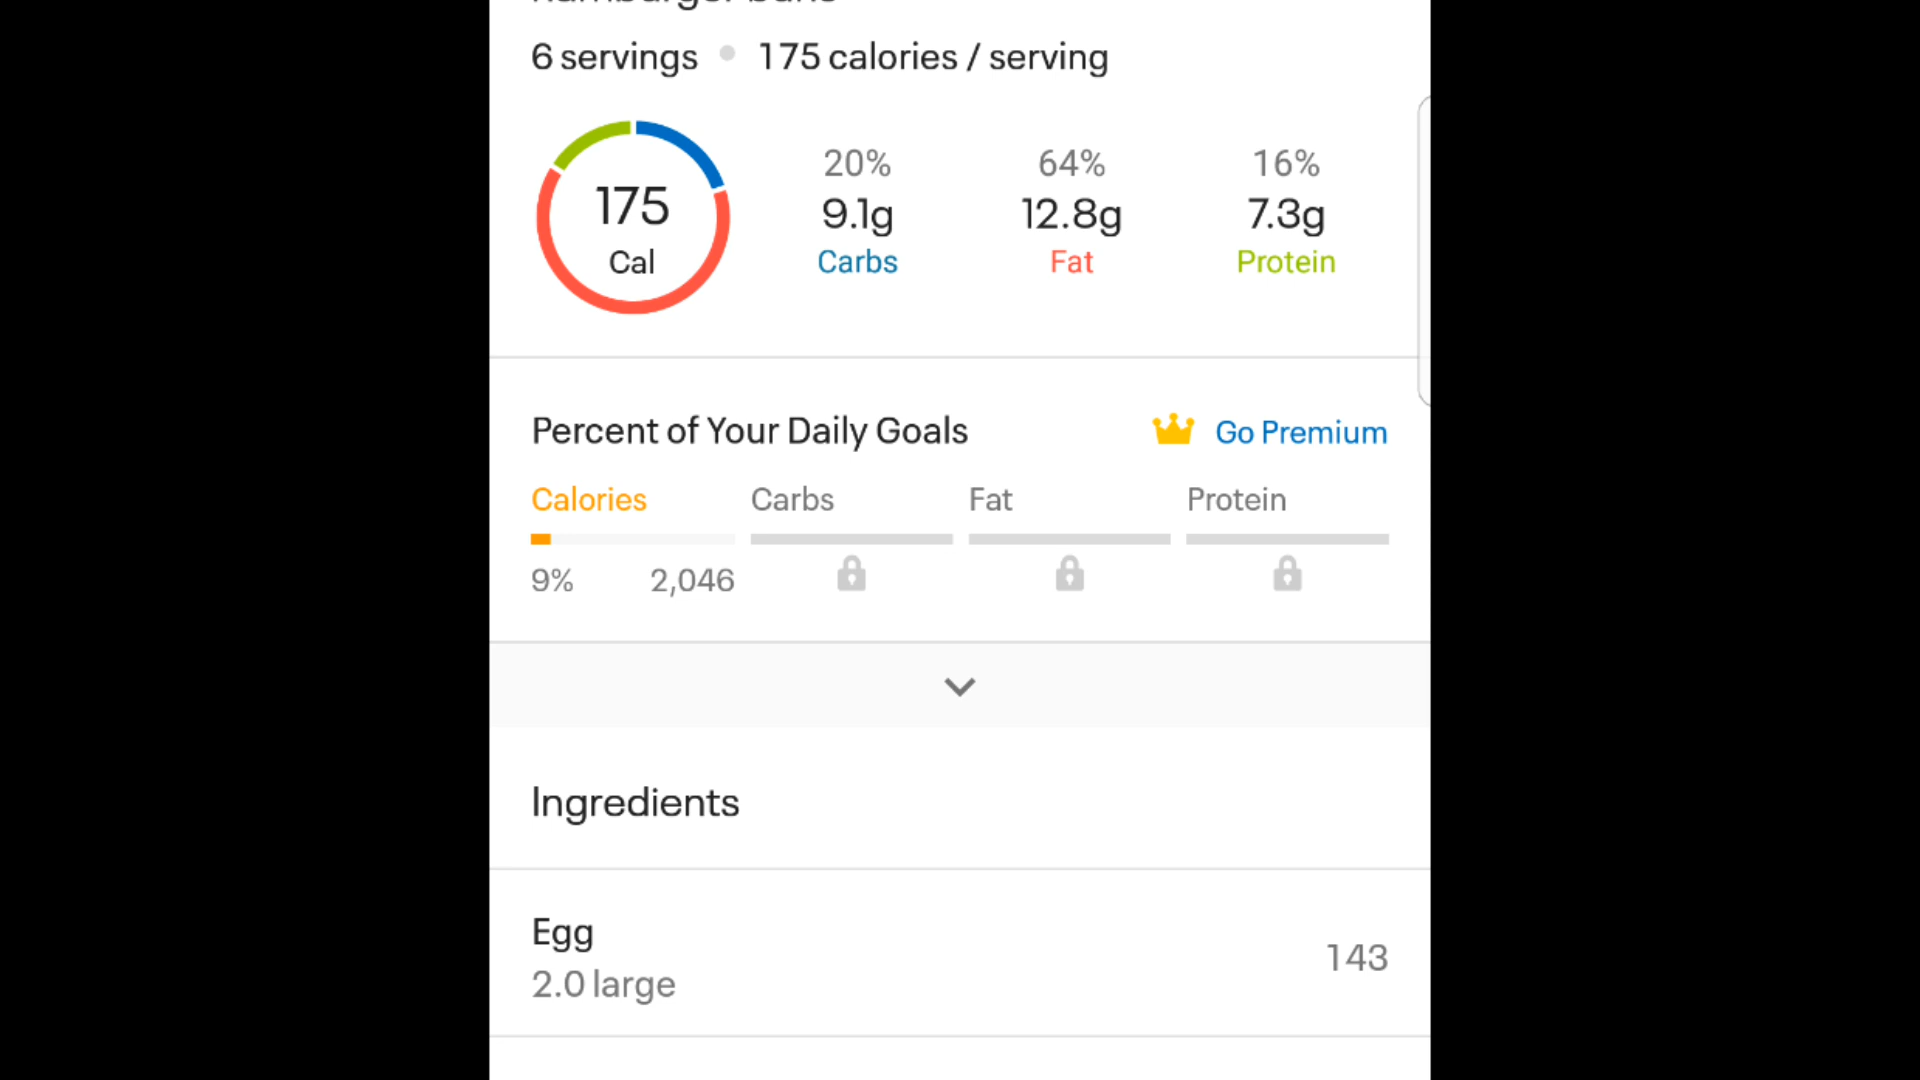 hamburger buns
6 servings • 175 calories / serving
175
Cal
20%
9.1g
Carbs
64%
12.8g
Fat
16%
7.3g
Protein
Percent of Your Daily Goals
Go Premium
Calories
Carbs
Fat
Protein
9%
2,046
Ingredients
Egg
2.0 large
143